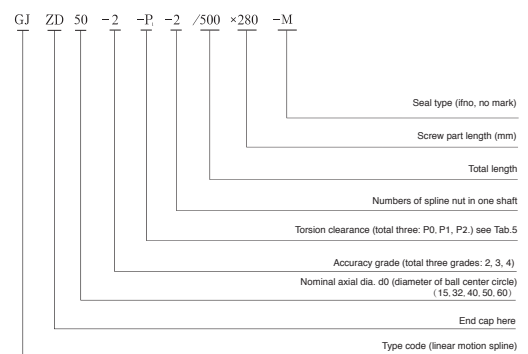 GJ ZD 50 -2 -P, -2 /500 ×280 -M
Seal type (ifno, no mark)
Screw part length (mm)
Total length
Numbers of spline nut in one shaft
Torsion clearance (total three: P0, P1, P2.) see Tab.5
Accuracy grade (total three grades: 2, 3, 4)
Nominal axial dia. d0 (diameter of ball center circle)
(15, 32, 40, 50, 60)
End cap here
Type code (linear motion spline)